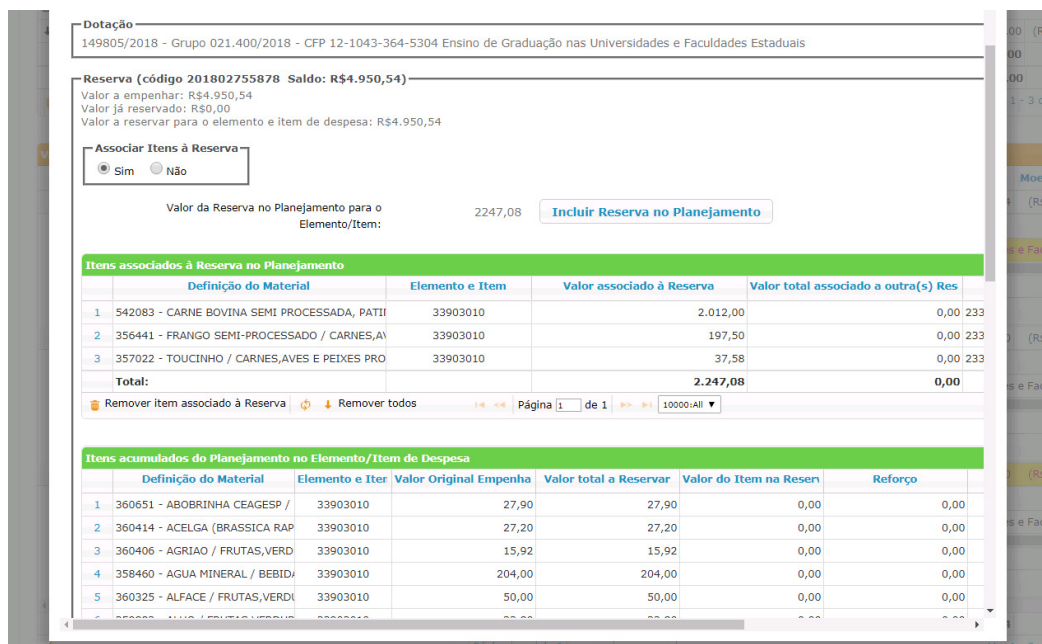 Dotação
149805/2018 - Grupo 021.400/2018 - CFP 12-1043-364-5304 Ensino de Graduação nas Universidades e Faculdades Estaduais
Reserva (código 201802755878 Saldo: R$4.950,54)
Valor a empenhar: R$4.950,54
Valor já reservado: R$0,00
Valor a reservar para o elemento e item de despesa: R$4.950,54
Associar Itens à Reserva
Sim Não
Valor da Reserva no Planejamento para o
Elemento/Item:
2247,08 Incluir Reserva no Planejamento
Itens associados à Reserva no Planejamento
Definição do Material Elemento e Item Valor associado à Reserva Valor total associado a outra(s) Res
1 542083 - CARNE BOVINA SEMI PROCESSADA, PATI 33903010 2.012,00 0,00 233
2 356441 - FRANGO SEMI-PROCESSADO / CARNES,A 33903010 197,50 0,00 233
3 357022 - TOUCINHO / CARNES,AVES E PEIXES PRO 33903010 37,58 0,00 233
Total: 2.247,08 0,00
Remover item associado à Reserva Remover todos Página 1 de 1 10000:All
Itens acumulados do Planejamento no Elemento/Item de Despesa
Definição do Material Elemento e Iter Valor Original Empenha Valor total a Reservar Valor do Item na Reserv Reforço
1 360651 - ABOBRINHA CEAGESP / 33903010 27,90 27,90 0,00 0,00
2 360414 - ACELGA (BRASSICA RAP 33903010 27,20 27,20 0,00 0,00
3 360406 - AGRIAO / FRUTAS,VERD 33903010 15,92 15,92 0,00 0,00
4 358460 - AGUA MINERAL / BEBIDA 33903010 204,00 204,00 0,00 0,00
5 360325 - ALFACE / FRUTAS,VERDU 33903010 50,00 50,00 0,00 0,00